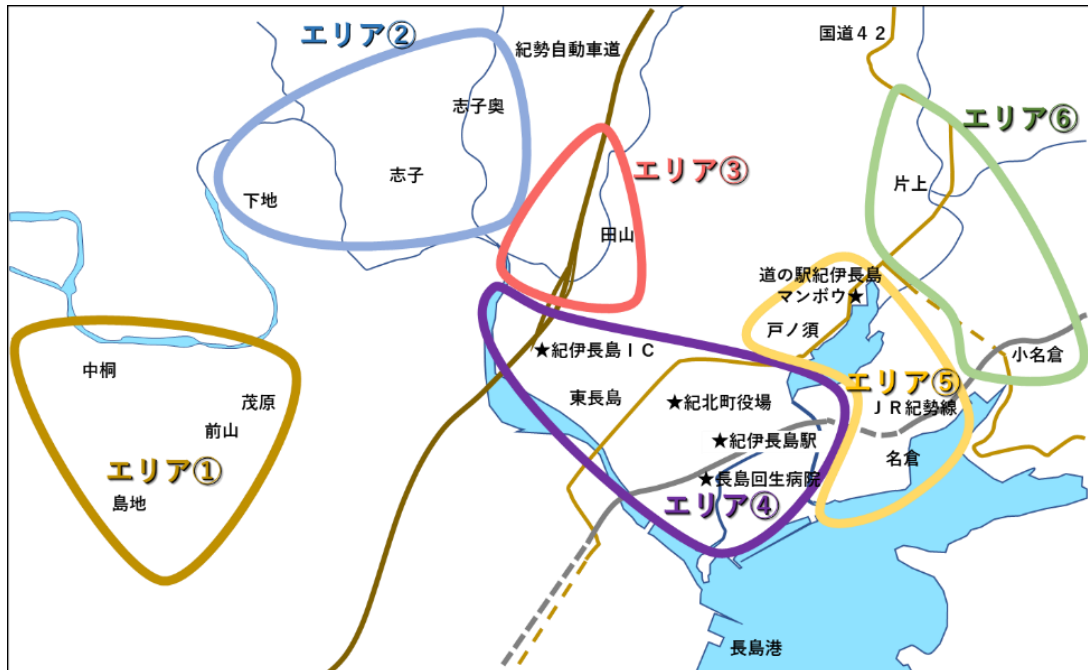 エリア②
紀勢自動車道
国道４２
志子奥
エリア⑥
志子
エリア③
片上
下地
田山
道の駅紀伊長島
マンボウ★
戸ノ須
★紀伊長島ＩＣ
小名倉
中桐
エリア⑤
東長島
★紀北町役場
ＪＲ紀勢線
茂原
前山
★紀伊長島駅
名倉
エリア①
★長島回生病院
島地
エリア④
長島港